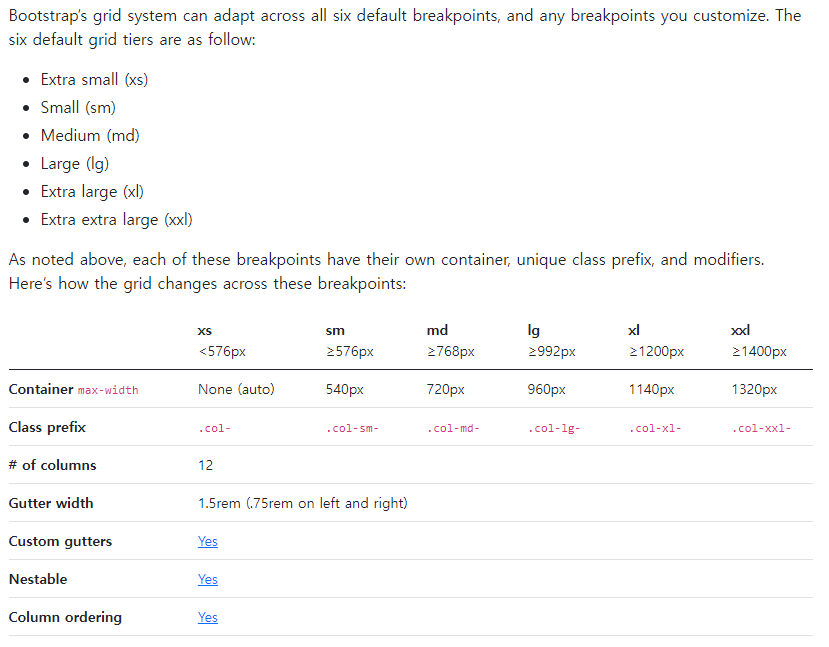 Bootstrap's grid system can adapt across all six default breakpoints, and any breakpoints you customize. The
six default grid tiers are as follow:
• Extra small (xs)
• Small (sm)
• Medium (md)
• Large (lg)
• Extra large (xl)
• Extra extra large (xxl)
As noted above, each of these breakpoints have their own container, unique class prefix, and modifiers.
Here's how the grid changes across these breakpoints:
xs sm md lg xl xxl
<576px ≥576px ≥768px ≥992px ≥1200px ≥1400px
Container max-width None (auto) 540px 720px 960px 1140px 1320px
Class prefix .col- .col-sm- .col-md- .col-lg- .col-xl- .col-xxl-
# of columns 12
Gutter width 1.5rem (.75rem on left and right)
Custom gutters Yes
Nestable Yes
Column ordering Yes